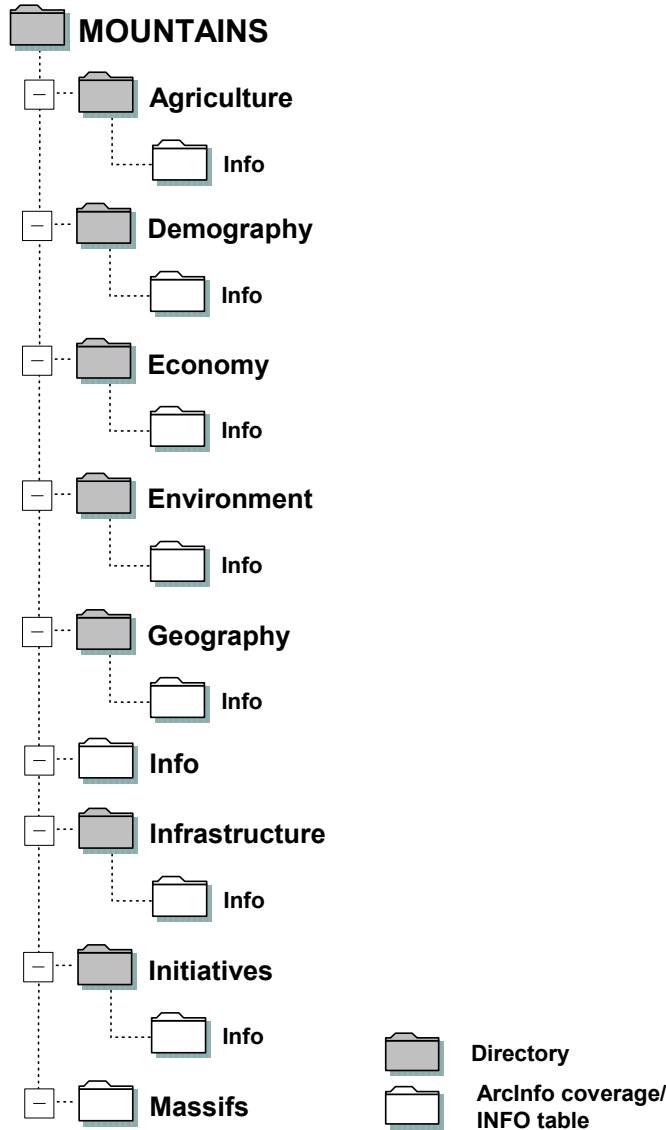 MOUNTAINS
Agriculture
Info
Demography
Info
Economy
Info
Environment
Info
Geography
Info
Info
Infrastructure
Info
Initiatives
Info
Massifs
Directory
ArcInfo coverage/
INFO table